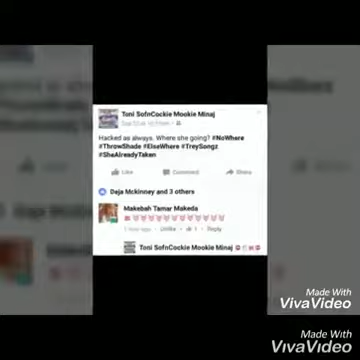 Toni SofnCockie Mookie Minaj
Hacked as always. Where she going? #NoWhere
#ThrowShade #ElseWhere #TreySongz
#SheAlreadyTaken
Like Comment Share
Deja Mckinney and 3 others
Makebah Tamar Makeda
Unlike 1 Reply
Toni SofnCockie Mookie Minaj
Made With
VivaVideo
Made With
VivaVideo